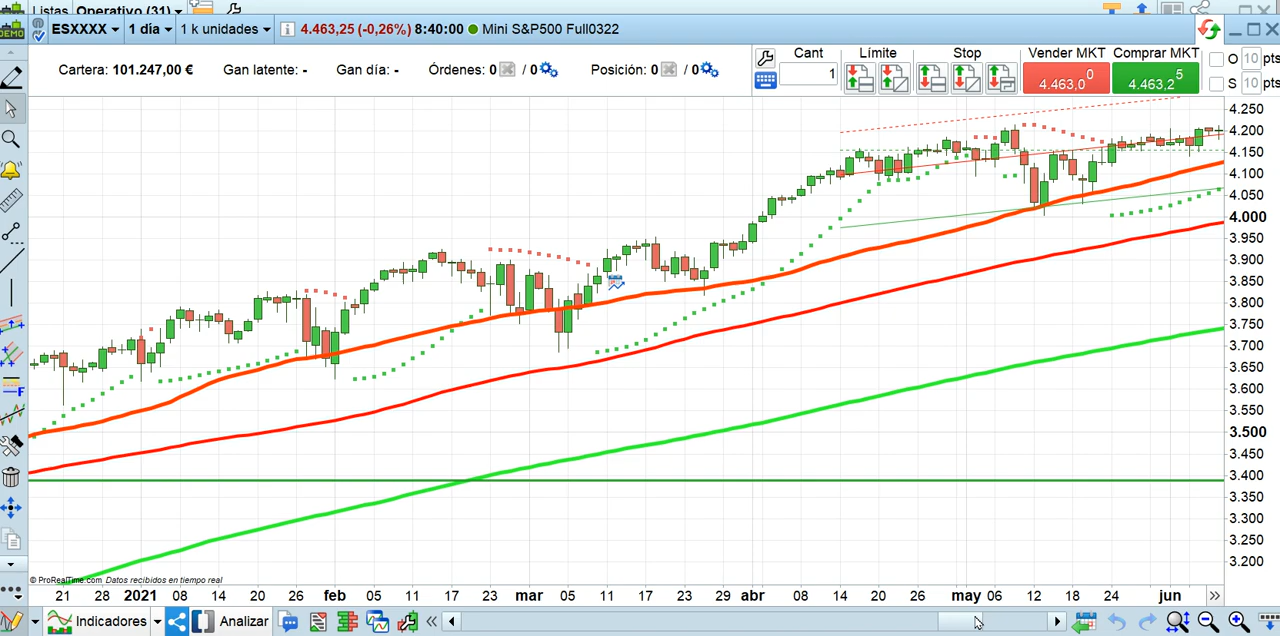 Listas Operativo (31)
DEMO ESXXXX 1 día 1 k unidades 4.463,25 (-0,26%) 8:40:00 Mini S&P500 Full0322
Cartera: 101.247,00 € Gan latente: - Gan día: - Órdenes: 0 / 0 Posición: 0 / 0
Cant Límite Stop Vender MKT Comprar MKT
1 4.463,0 0 4.463,2 5
O 10 pts
S 10 pts
4.250
4.200
4.150
4.100
4.050
4.000
3.950
3.900
3.850
3.800
3.750
3.700
3.650
3.600
3.550
3.500
3.450
3.400
3.350
3.300
3.250
3.200
© ProRealTime.com Datos recibidos en tiempo real
21 28 2021 08 14 20 26 feb 05 11 17 23 mar 05 11 17 23 abr 08 14 20 26 may 06 12 18 24 jun
Indicadores Analizar